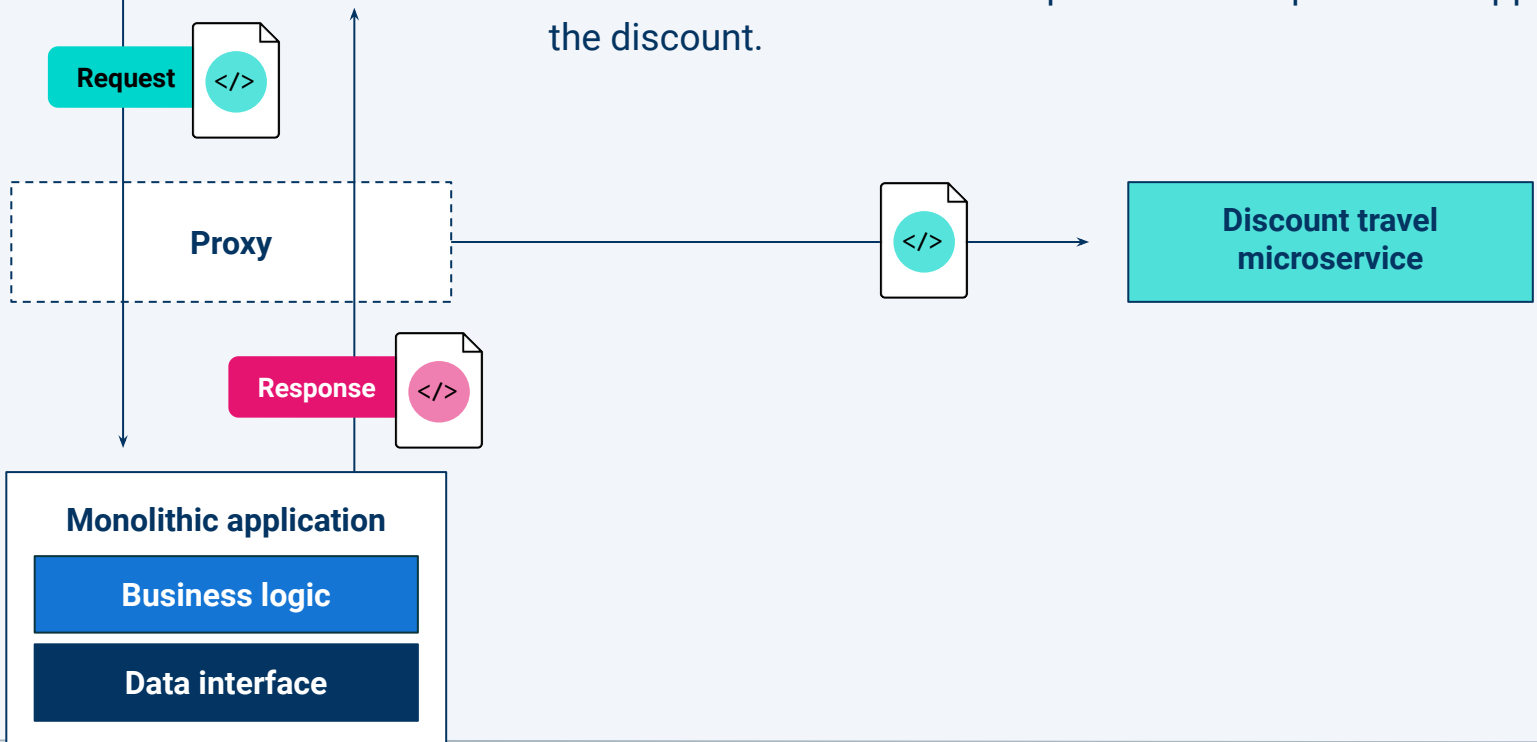 the discount.
Request
</>
Proxy
</>
Discount travel
microservice
Response
</>
Monolithic application
Business logic
Data interface